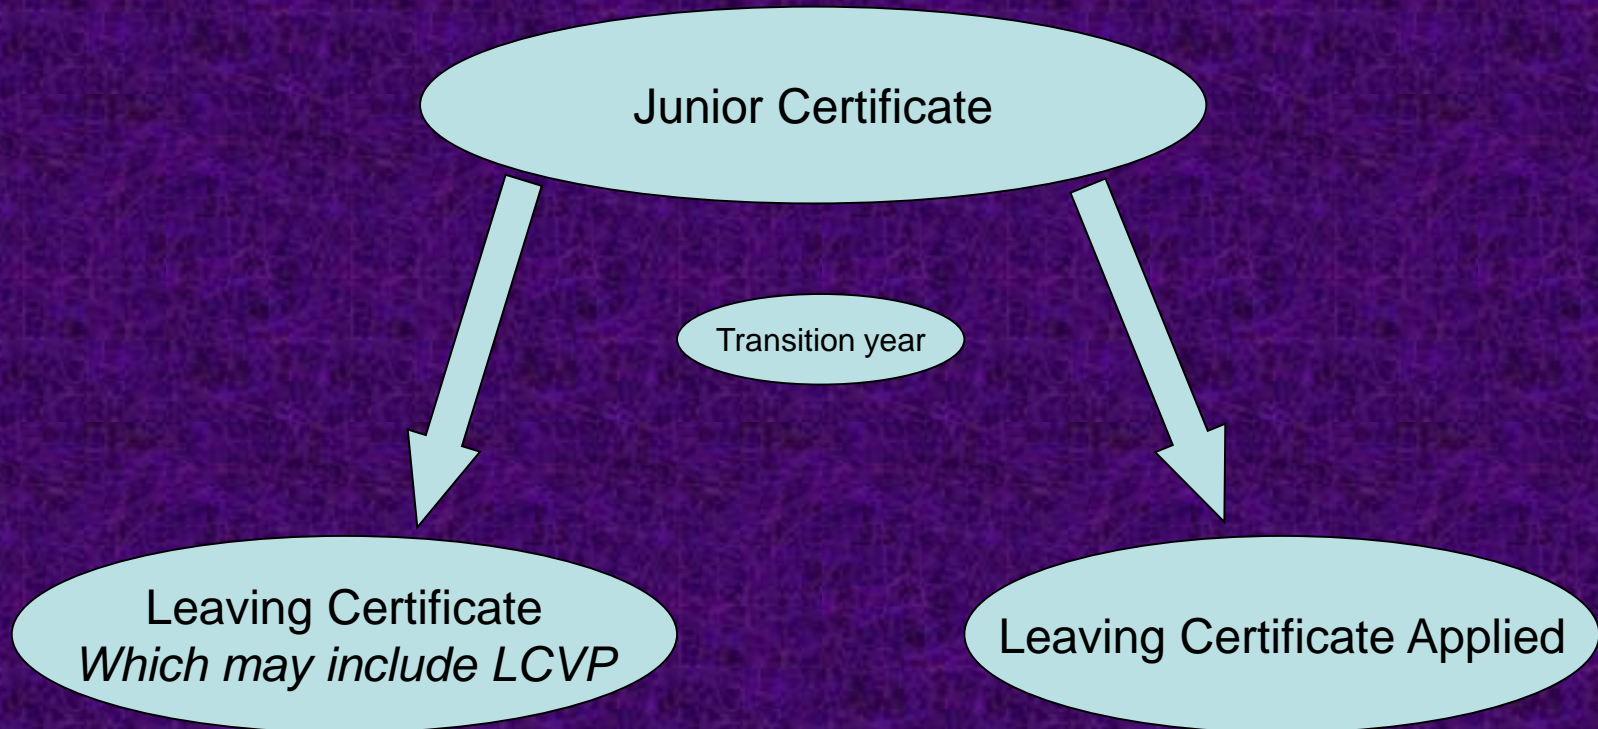 Junior Certificate
Transition year
Leaving Certificate
Which may include LCVP
Leaving Certificate Applied